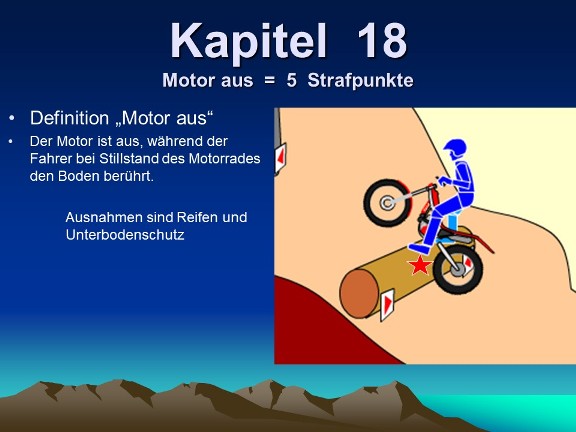 Kapitel 18
Motor aus = 5 Strafpunkte
• Definition „Motor aus“
• Der Motor ist aus, während der
Fahrer bei Stillstand des Motorrades
den Boden berührt.
Ausnahmen sind Reifen und
Unterbodenschutz